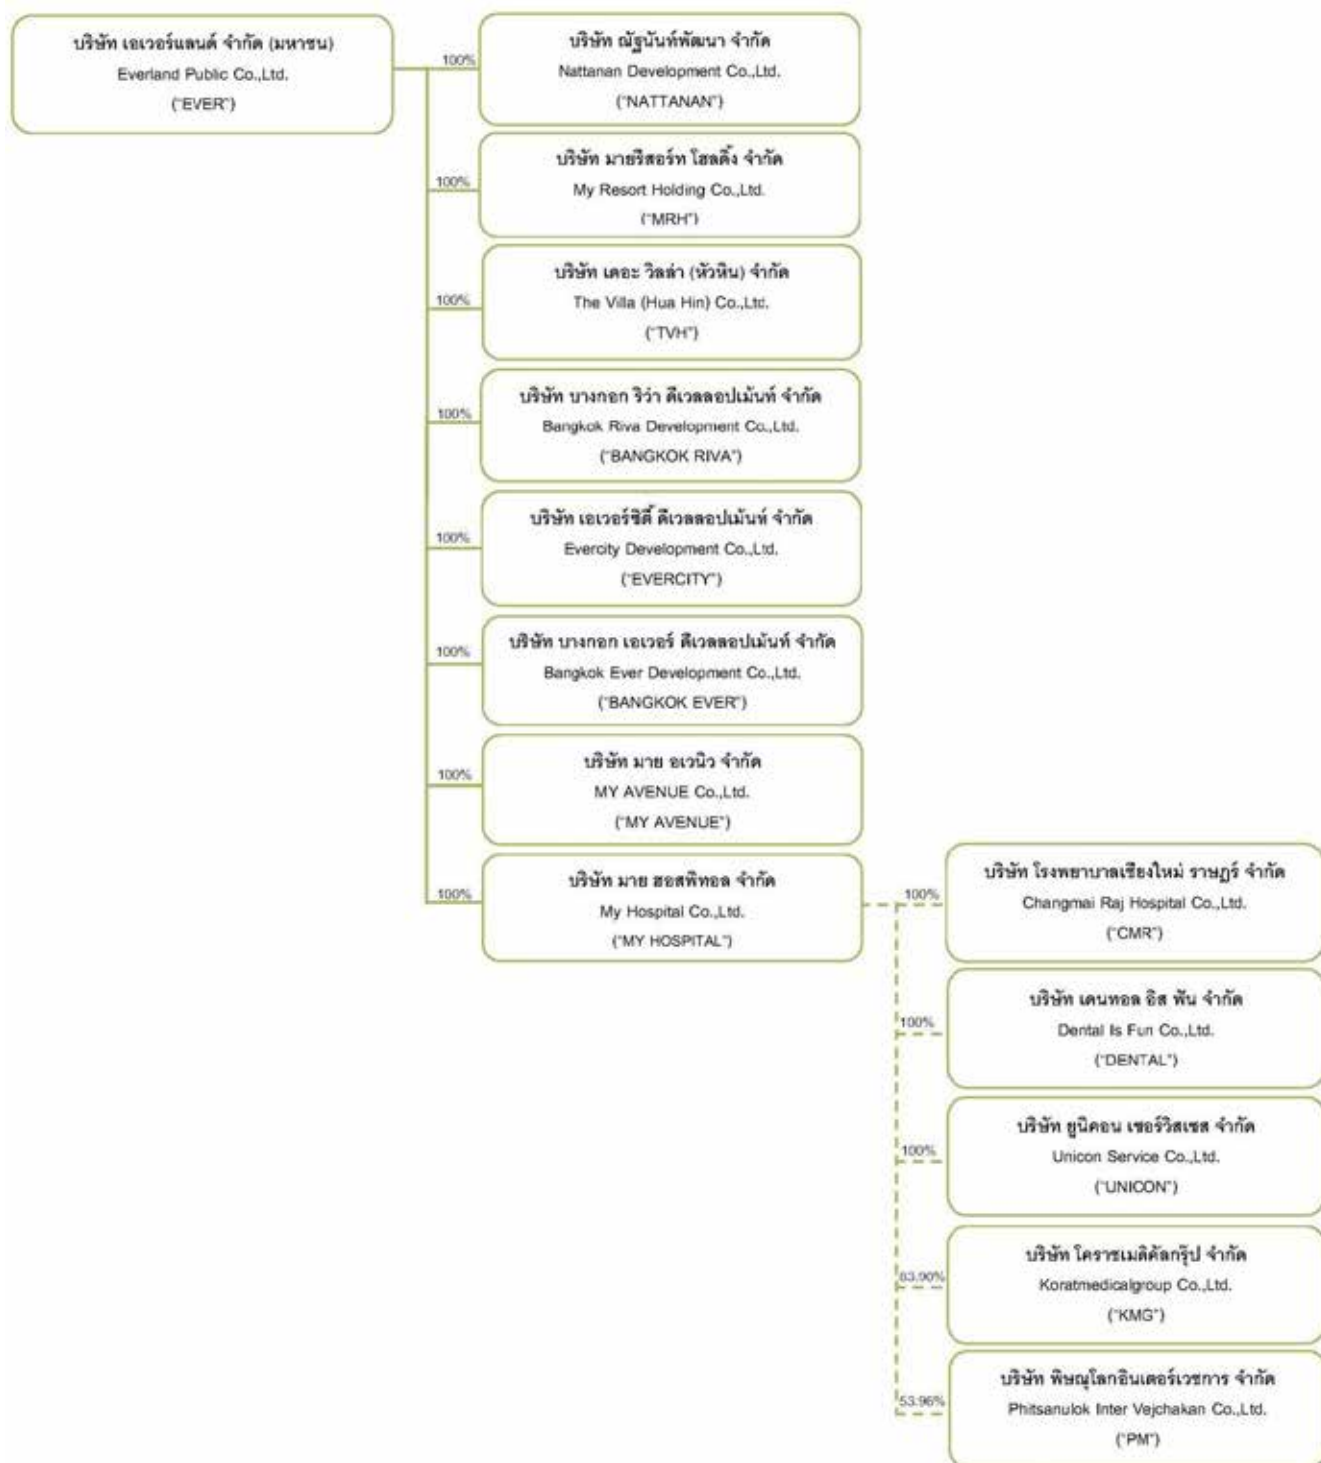 บริษัท เอเวอร์แลนด์ จำกัด (มหาชน)
Everland Public Co.,Ltd.
("EVER")
100%
บริษัท ณัฐนันท์พัฒนา จำกัด
Nattanan Development Co.,Ltd.
("NATTANAN")
100%
บริษัท มายรีสอร์ท โฮลดิ้ง จำกัด
My Resort Holding Co.,Ltd.
("MRH")
100%
บริษัท เดอะ วิลล่า (หัวหิน) จำกัด
The Villa (Hua Hin) Co.,Ltd.
("TVH")
100%
บริษัท บางกอก ริว่า ดีเวลลอปเม้นท์ จำกัด
Bangkok Riva Development Co.,Ltd.
("BANGKOK RIVA")
100%
บริษัท เอเวอร์ซิตี้ ดีเวลลอปเม้นท์ จำกัด
Evercity Development Co.,Ltd.
("EVERCITY")
100%
บริษัท บางกอก เอเวอร์ ดีเวลลอปเม้นท์ จำกัด
Bangkok Ever Development Co.,Ltd.
("BANGKOK EVER")
100%
บริษัท มาย อเวนิว จำกัด
MY AVENUE Co.,Ltd.
("MY AVENUE")
100%
บริษัท มาย ฮอสพิทอล จำกัด
My Hospital Co.,Ltd.
("MY HOSPITAL")
100%
บริษัท โรงพยาบาลเชียงใหม่ ราษฎร์ จำกัด
Changmai Raj Hospital Co.,Ltd.
("CMR")
100%
บริษัท เดนทอล อิส ฟัน จำกัด
Dental Is Fun Co.,Ltd.
("DENTAL")
100%
บริษัท ยูนิคอน เซอร์วิสเซส จำกัด
Unicon Service Co.,Ltd.
("UNICON")
บริษัท โคราชเมดิคัลกรุ๊ป จำกัด
Koratmedicalgroup Co.,Ltd.
("KMG")
53.96%
บริษัท พิษณุโลกอินเตอร์เวชการ จำกัด
Phitsanulok Inter Vejchakan Co.,Ltd.
("PM")